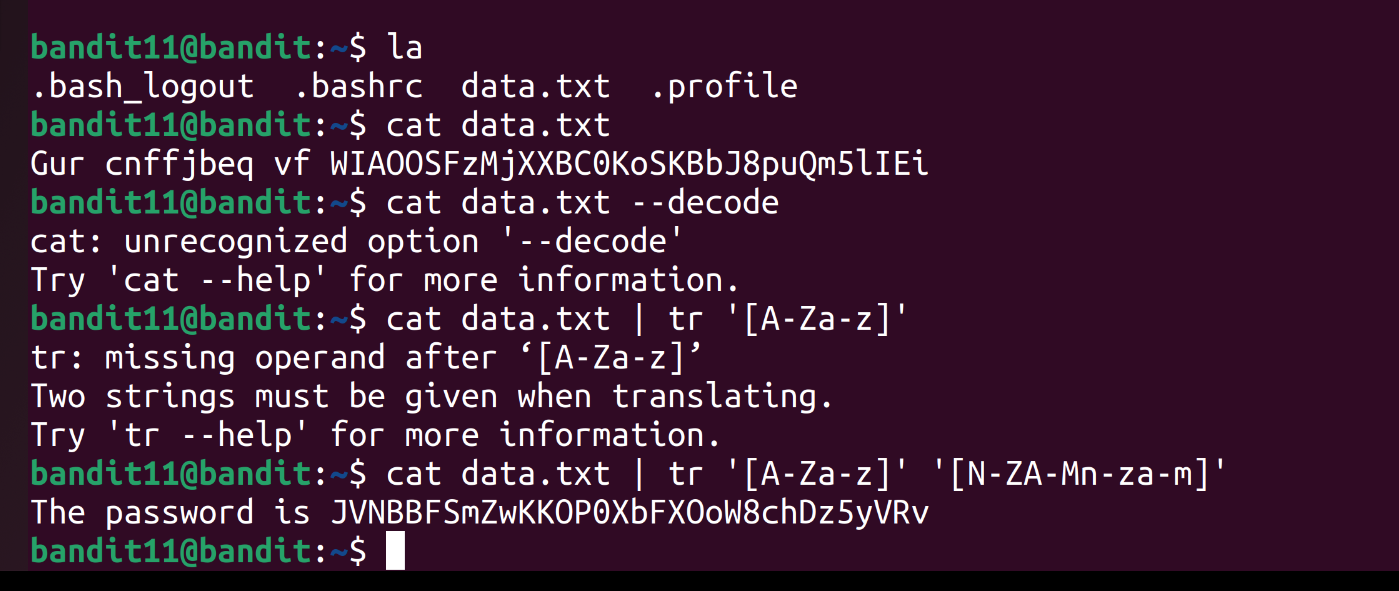 bandit11@bandit:~$ la
.bash_logout  .bashrc  data.txt  .profile
bandit11@bandit:~$ cat data.txt
Gur cnffjbeq vf WIAOOSFzMjXXBC0KoSKBbJ8puQm5lIEi
bandit11@bandit:~$ cat data.txt --decode
cat: unrecognized option '--decode'
Try 'cat --help' for more information.
bandit11@bandit:~$ cat data.txt | tr '[A-Za-z]'
tr: missing operand after ‘[A-Za-z]’
Two strings must be given when translating.
Try 'tr --help' for more information.
bandit11@bandit:~$ cat data.txt | tr '[A-Za-z]' '[N-ZA-Mn-za-m]'
The password is JVNBBFSmZwKKOP0XbFXOoW8chDz5yVRv
bandit11@bandit:~$